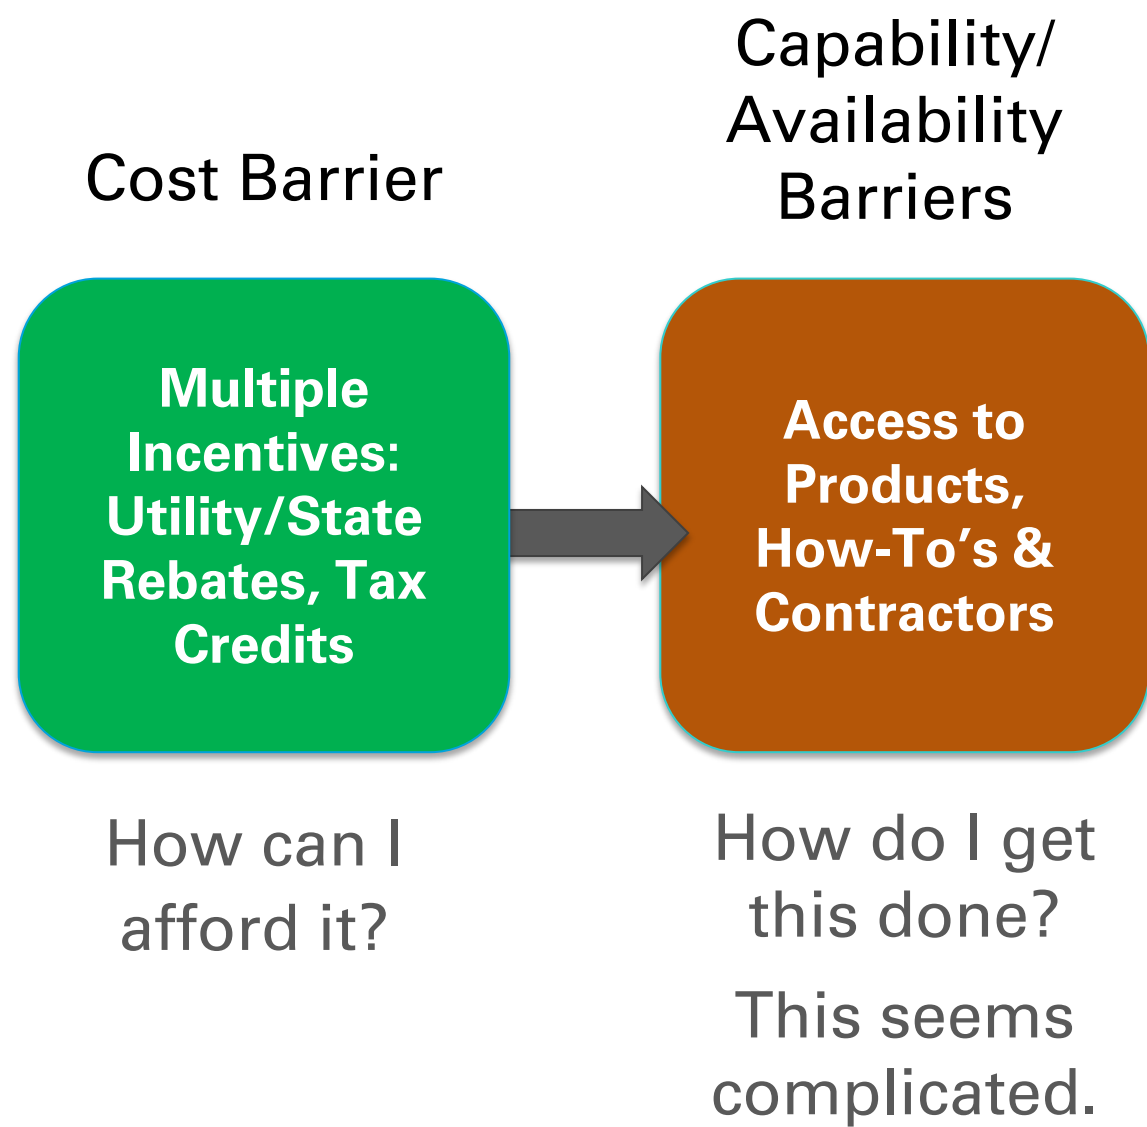 Cost Barrier
Multiple
Incentives:
Utility/State
Rebates, Tax
Credits
How can I
afford it?
Capability/
Availability
Barriers
Access to
Products,
How-To’s &
Contractors
How do I get
this done?
This seems
complicated.